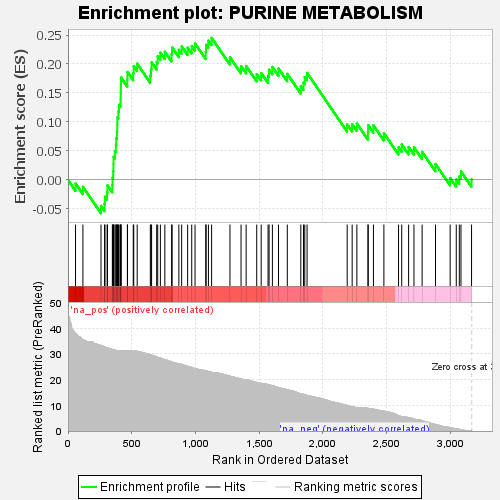 Enrichment plot: PURINE METABOLISM
Enrichment score (ES)
0.25
0.20
0.15
0.10
0.05
0.00
-0.05
'na_pos' (positively correlated)
Ranked list metric (PreRanked)
50
40
30
20
10
0
Zero cross at 3
'na_neg' (negatively correlated)
0
500
1,000
1,500
2,000
2,500
3,000
Rank in Ordered Dataset
Enrichment profile
Hits
Ranking metric scores